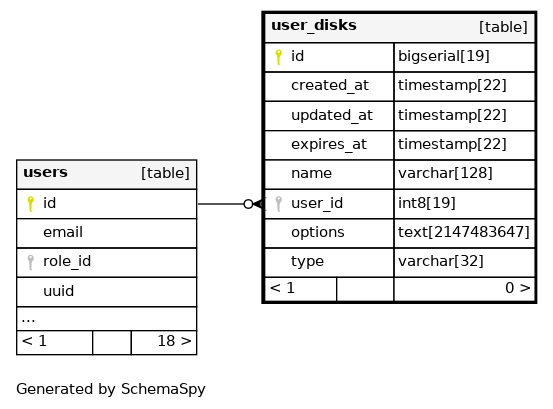 user_disks [table]
id bigserial[19]
created_at timestamp[22]
updated_at timestamp[22]
expires_at timestamp[22]
name varchar[128]
user_id int8[19]
options text[2147483647]
type varchar[32]
< 1 0 >
users [table]
id
email
role_id
uuid
...
< 1 18 >
Generated by SchemaSpy